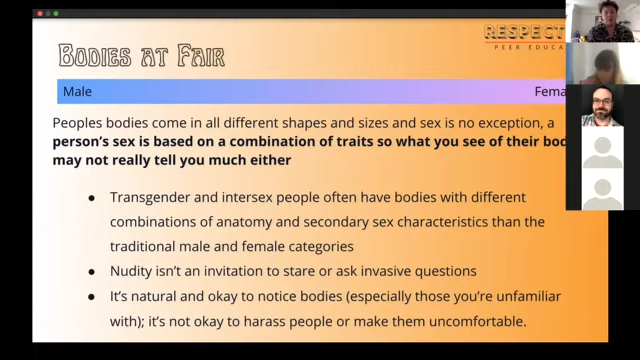 RESPECT
PEER EDUCA
BODIES AT FAIR
Male Fema
Peoples bodies come in all different shapes and sizes and sex is no exception, a
person's sex is based on a combination of traits so what you see of their bod
may not really tell you much either
● Transgender and intersex people often have bodies with different
combinations of anatomy and secondary sex characteristics than the
traditional male and female categories
● Nudity isn't an invitation to stare or ask invasive questions
● It's natural and okay to notice bodies (especially those you're unfamiliar
with); it's not okay to harass people or make them uncomfortable.